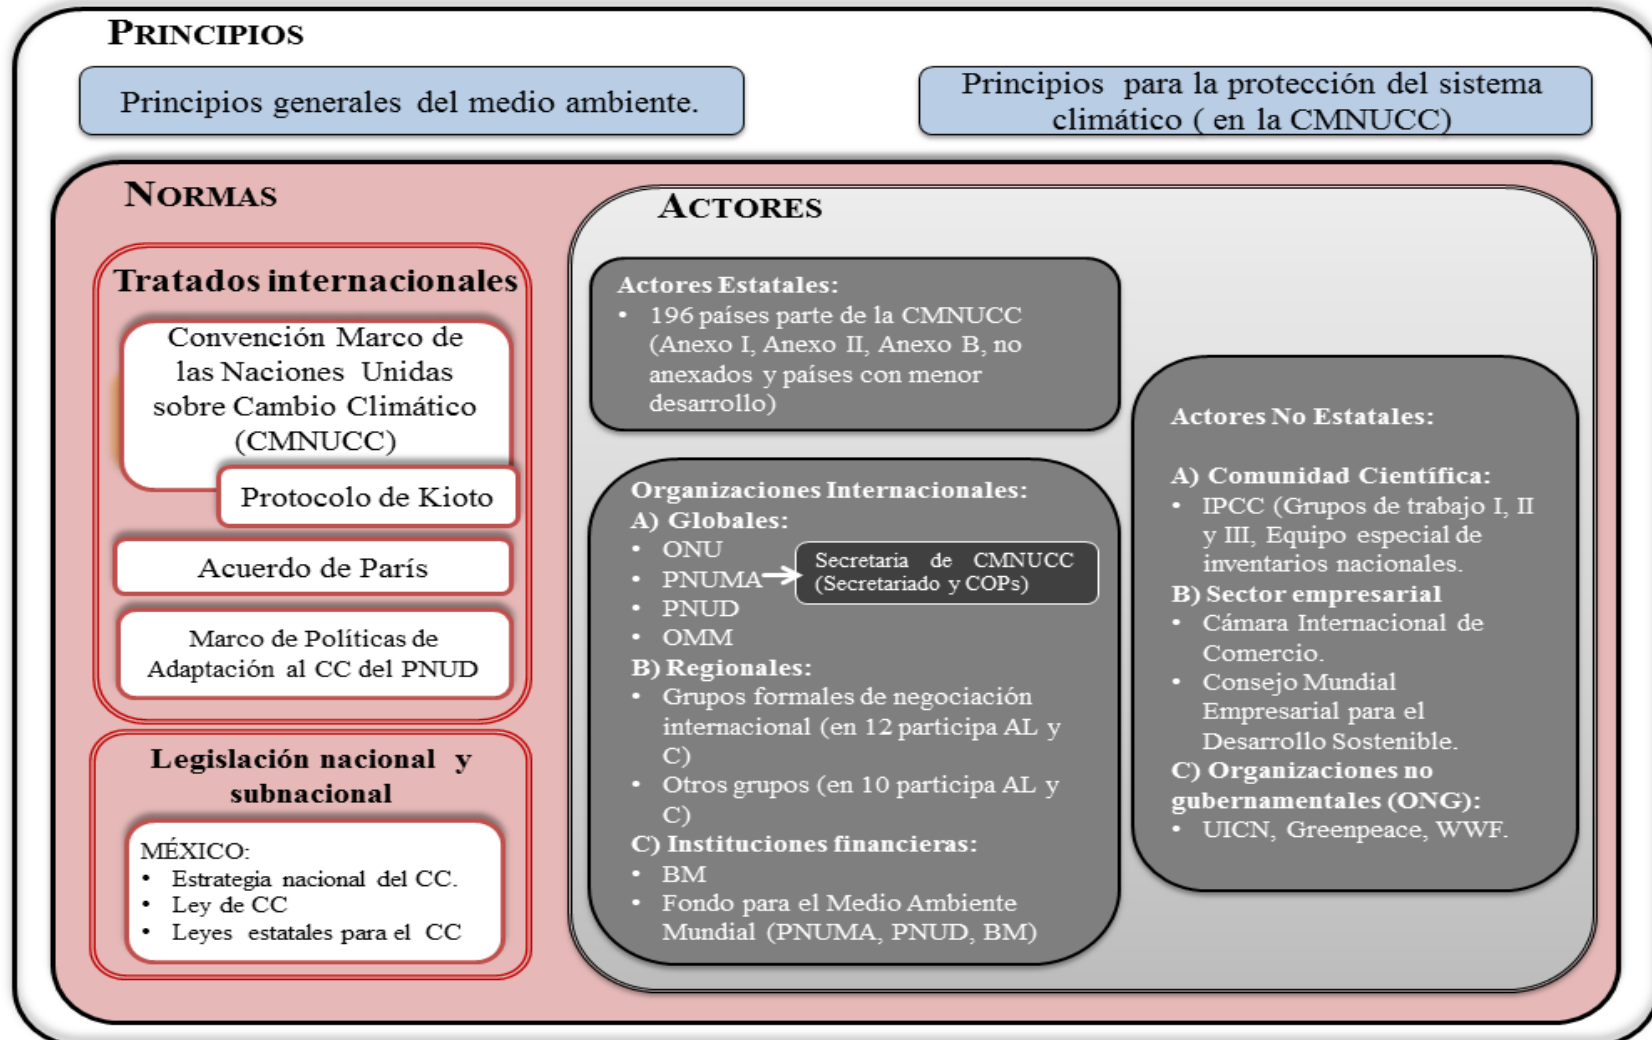 PRINCIPIOS
Principios generales del medio ambiente.
Principios para la protección del sistema
climático ( en la CMNUCC)
NORMAS
Tratados internacionales
Convención Marco de
las Naciones Unidas
sobre Cambio Climático
(CMNUCC)
Protocolo de Kioto
Acuerdo de París
Marco de Políticas de
Adaptación al CC del PNUD
Legislación nacional y
subnacional
MÉXICO:
• Estrategia nacional del CC.
• Ley de CC
• Leyes estatales para el CC
ACTORES
Actores Estatales:
• 196 países parte de la CMNUCC
(Anexo I, Anexo II, Anexo B, no
anexados y países con menor
desarrollo)
Organizaciones Internacionales:
A) Globales:
• ONU
• PNUMA
• PNUD
• OMM
Secretaria de CMNUCC
(Secretariado y COPs)
B) Regionales:
• Grupos formales de negociación
internacional (en 12 participa AL y
C)
• Otros grupos (en 10 participa AL y
C)
C) Instituciones financieras:
• BM
• Fondo para el Medio Ambiente
Mundial (PNUMA, PNUD, BM)
Actores No Estatales:
A) Comunidad Científica:
• IPCC (Grupos de trabajo I, II
y III, Equipo especial de
inventarios nacionales.
B) Sector empresarial
• Cámara Internacional de
Comercio.
• Consejo Mundial
Empresarial para el
Desarrollo Sostenible.
C) Organizaciones no
gubernamentales (ONG):
• UICN, Greenpeace, WWF.